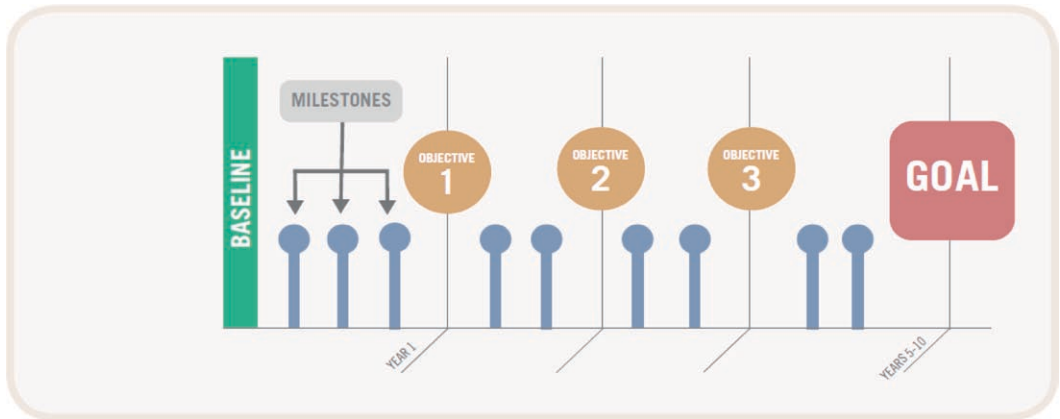 BASELINE
MILESTONES
OBJECTIVE
1
OBJECTIVE
2
OBJECTIVE
3
GOAL
YEAR 1
YEARS 5-10